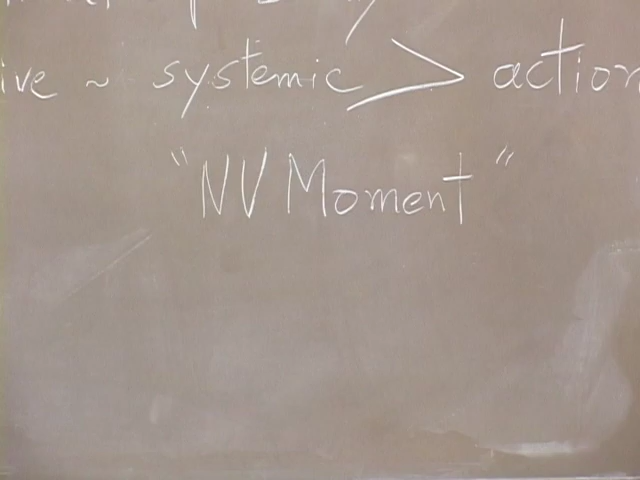 ive ~ systemic > action
"NV Moment"